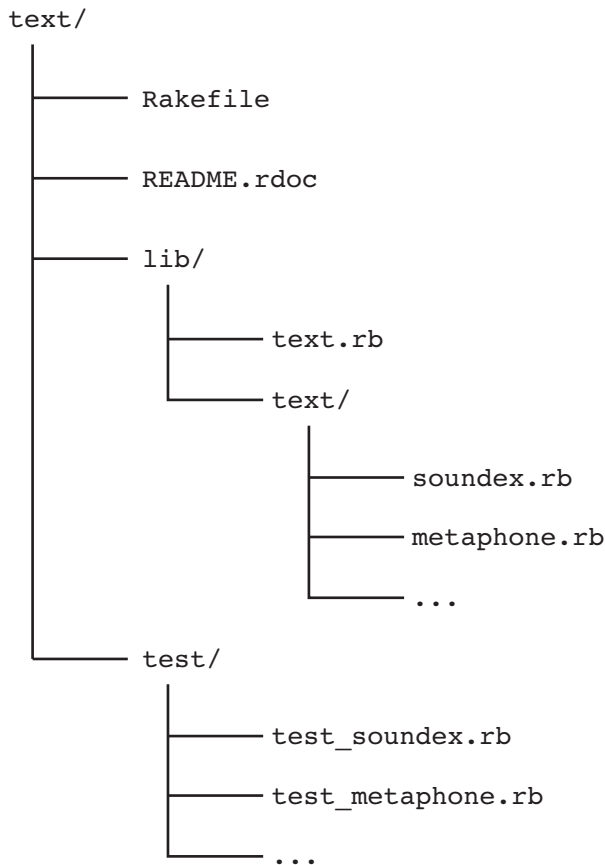 text/
Rakefile
README.rdoc
lib/
text.rb
text/
soundex.rb
metaphone.rb
...
test/
test_soundex.rb
test_metaphone.rb
...